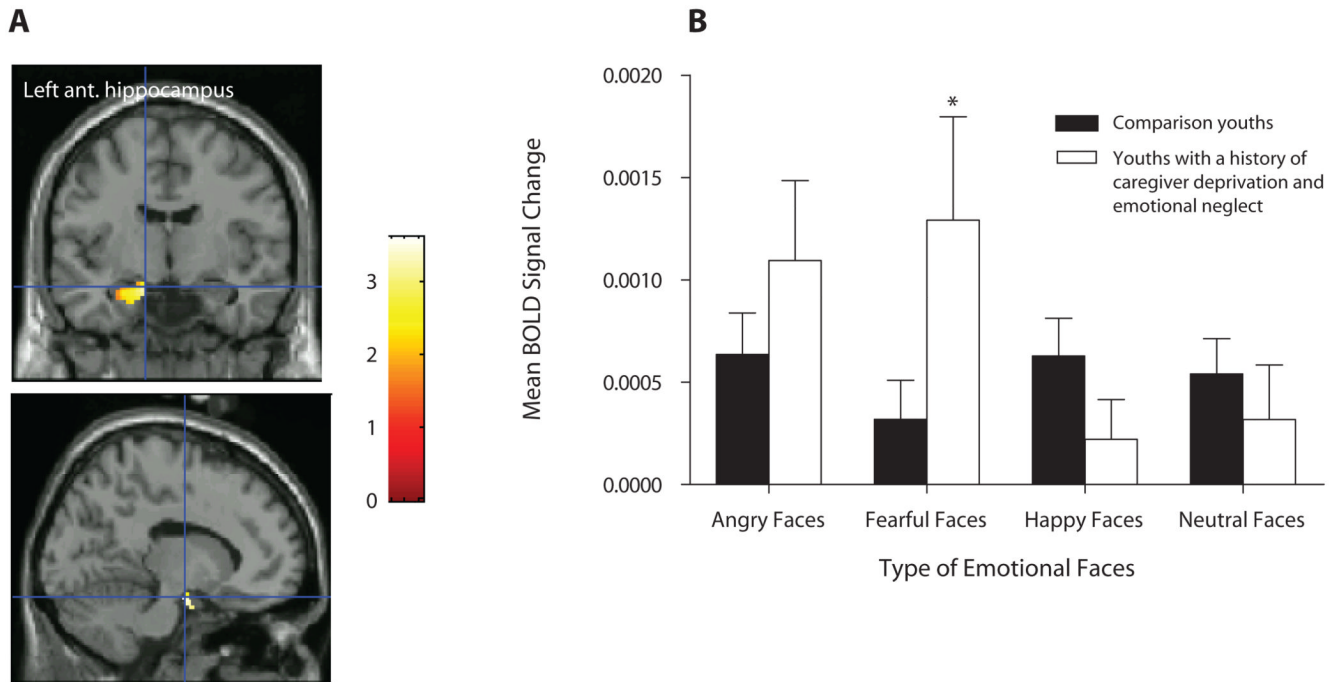 A
Left ant. hippocampus
3
2
1
0
B
Mean BOLD Signal Change
0.0020
0.0015
0.0010
0.0005
0.0000
*
Comparison youths
Youths with a history of
caregiver deprivation and
emotional neglect
Angry Faces
Fearful Faces
Happy Faces
Neutral Faces
Type of Emotional Faces